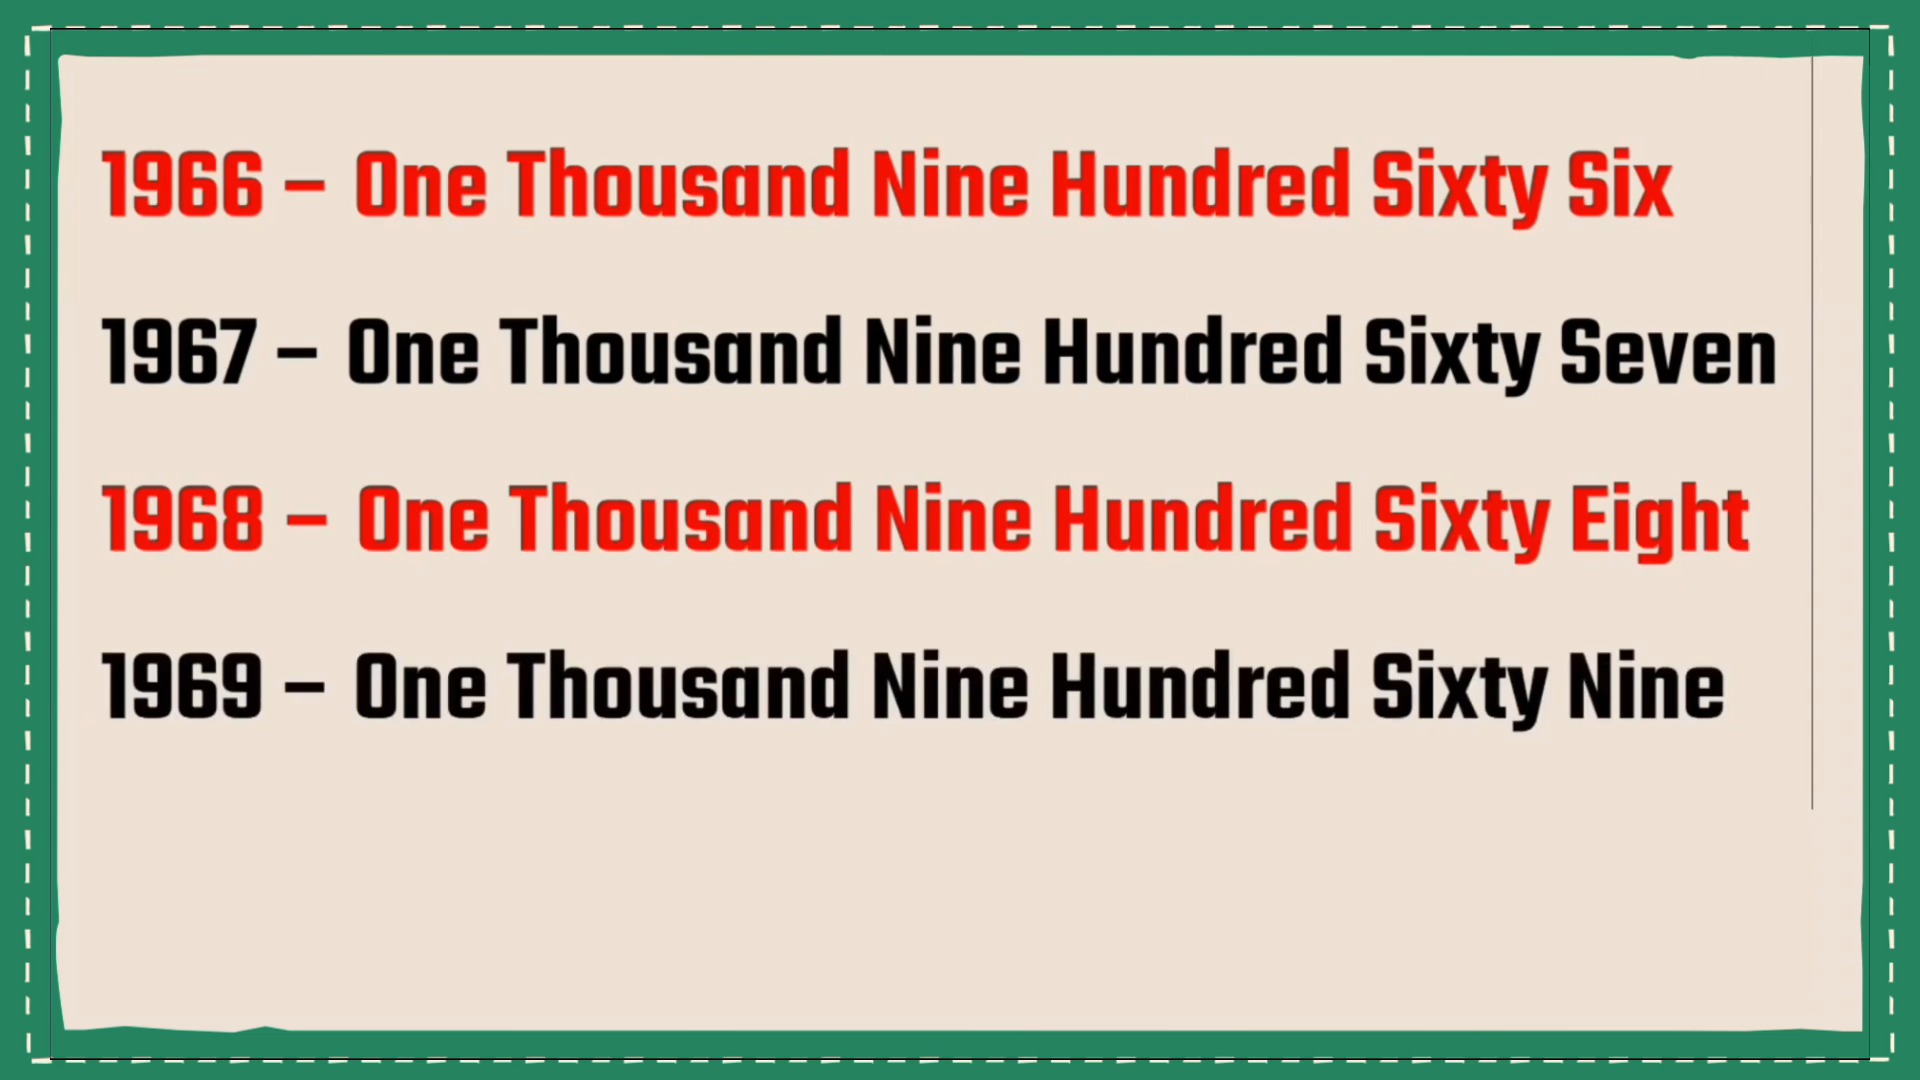 1966 – One Thousand Nine Hundred Sixty Six
1967 – One Thousand Nine Hundred Sixty Seven
1968 – One Thousand Nine Hundred Sixty Eight
1969 – One Thousand Nine Hundred Sixty Nine